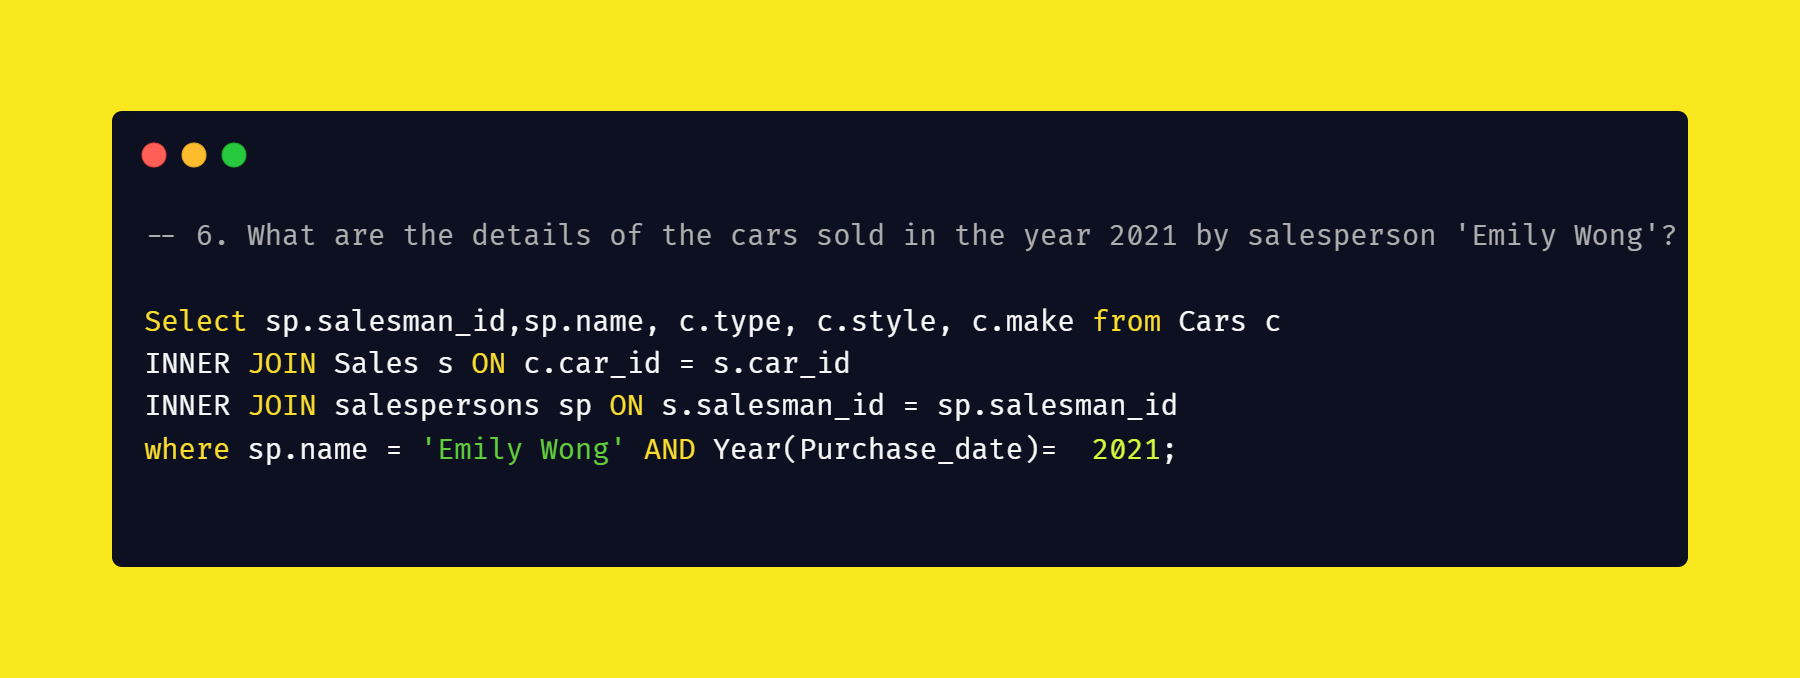 -- 6. What are the details of the cars sold in the year 2021 by salesperson 'Emily Wong'?
Select sp.salesman_id,sp.name, c.type, c.style, c.make from Cars c
INNER JOIN Sales s ON c.car_id = s.car_id
INNER JOIN salespersons sp ON s.salesman_id = sp.salesman_id
where sp.name = 'Emily Wong' AND Year(Purchase_date)=  2021;